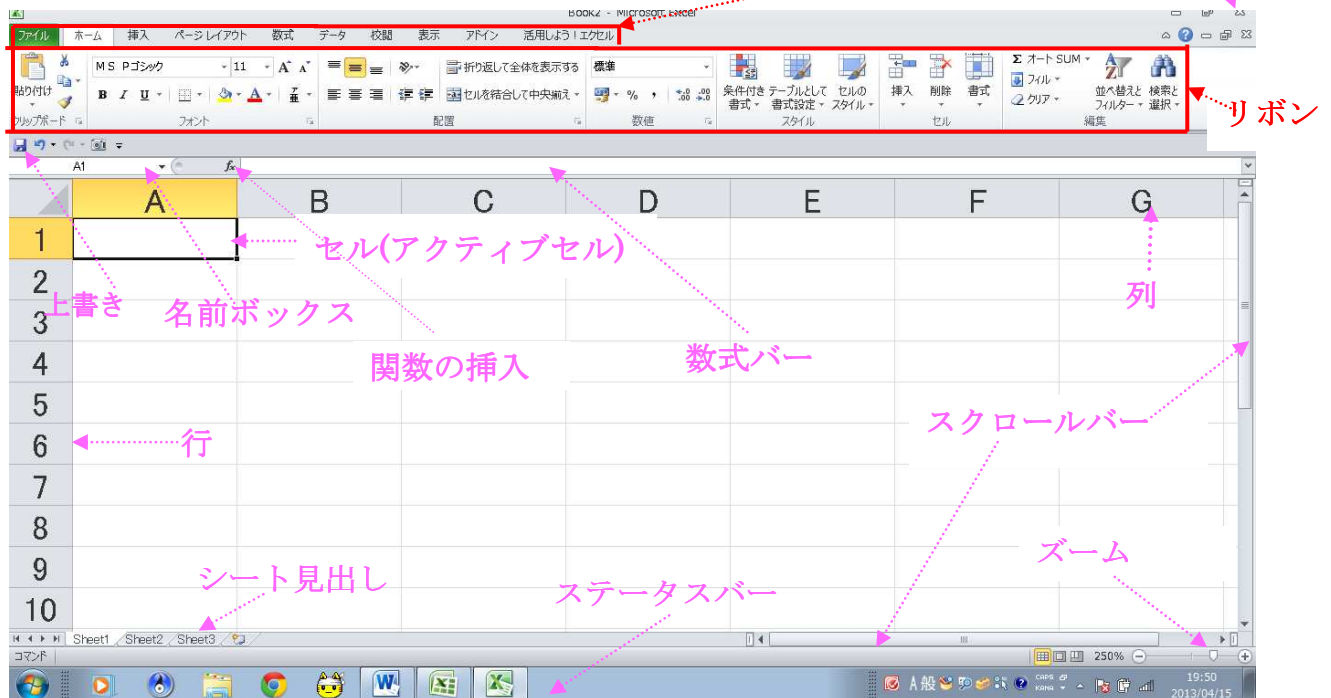 Book2 - Microsoft Excel
ファイル ホーム 挿入 ページレイアウト 数式 データ 校閲 表示 アドイン 活用しよう!エクセル
MS Pゴシック 11 A A 折り返して全体を表示する 標準 Σ オート SUM
貼り付け B I U A セルを結合して中央揃え % , 条件付き書式 テーブルとして書式設定 セルのスタイル 挿入 削除 書式 フィル クリア 並べ替えとフィルター 検索と選択
クリップボード フォント 配置 数値 スタイル セル 編集
リボン
A1 fx
A B C D E F G
1
セル(アクティブセル)
2
上書き 名前ボックス 列
3
関数の挿入 数式バー
4
5
スクロールバー
6 行
7
8
ズーム
9
シート見出し ステータスバー
10
Sheet1 Sheet2 Sheet3
コマンド 250%
A 般 CAPS KANA 19:50
2013/04/15